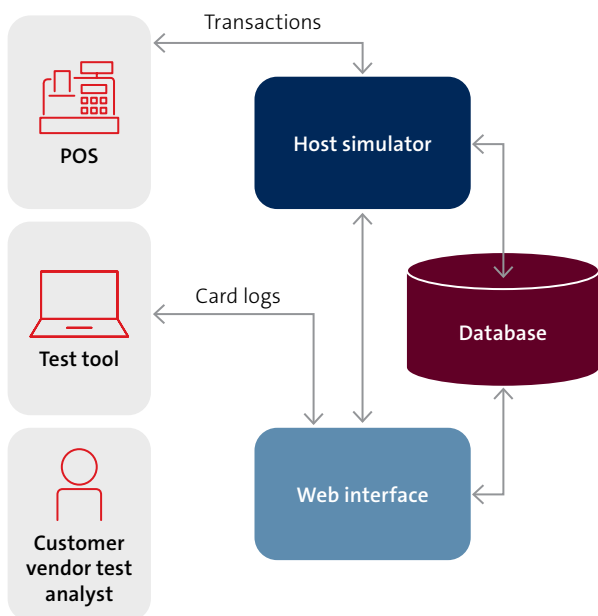 Transactions
POS
Host simulator
Card logs
Test tool
Database
Web interface
Customer
vendor test
analyst